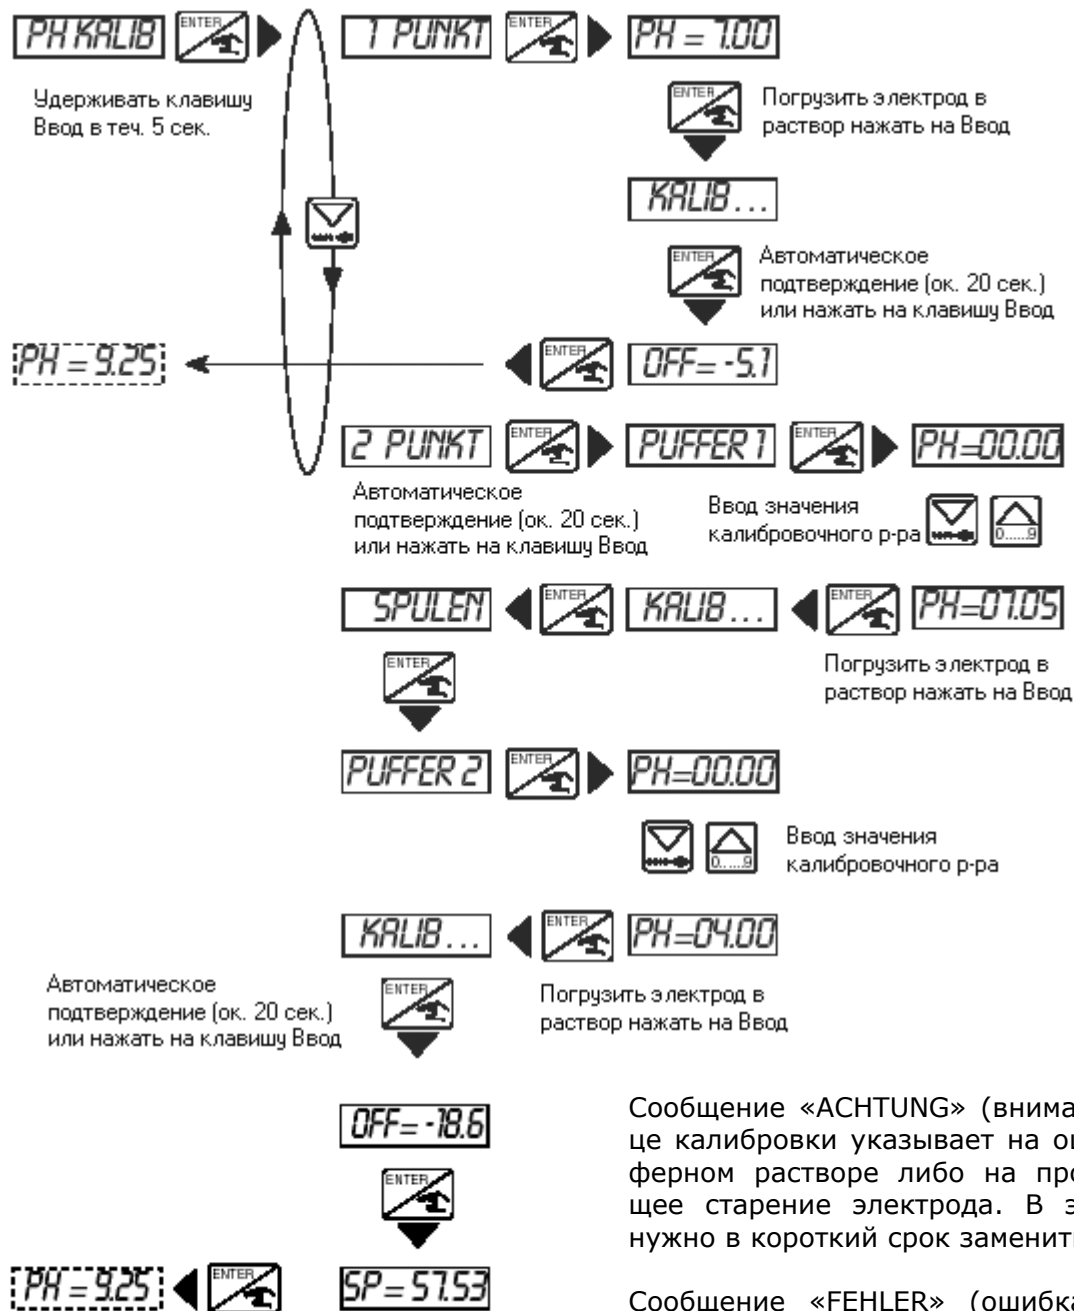 PH KALIB
ENTER
1 PUNKT
ENTER
PH = 7.00
Удерживать клавишу
Ввод в теч. 5 сек.
ENTER
Погрузить электрод в
раствор нажать на Ввод
KALIB...
ENTER
Автоматическое
подтверждение (ок. 20 сек.)
или нажать на клавишу Ввод
PH = 9.25
ENTER
OFF= -5.1
2 PUNKT
ENTER
PUFFER 1
ENTER
PH=00.00
Автоматическое
подтверждение (ок. 20 сек.)
или нажать на клавишу Ввод
Ввод значения
калибровочного р-ра
0.....9
SPULEN
ENTER
KALIB...
ENTER
PH=07.05
Погрузить электрод в
раствор нажать на Ввод
ENTER
PUFFER 2
ENTER
PH=00.00
0.....9
Ввод значения
калибровочного р-ра
KALIB...
ENTER
PH=04.00
Автоматическое
подтверждение (ок. 20 сек.)
или нажать на клавишу Ввод
ENTER
Погрузить электрод в
раствор нажать на Ввод
OFF= -18.6
ENTER
PH = 9.25
ENTER
SP= 57.53
Сообщение «ACHTUNG» (внима
це калибровки указывает на ош
ферном растворе либо на про
щее старение электрода. В э
нужно в короткий срок заменить
Сообщение «FEHLER» (ошибка